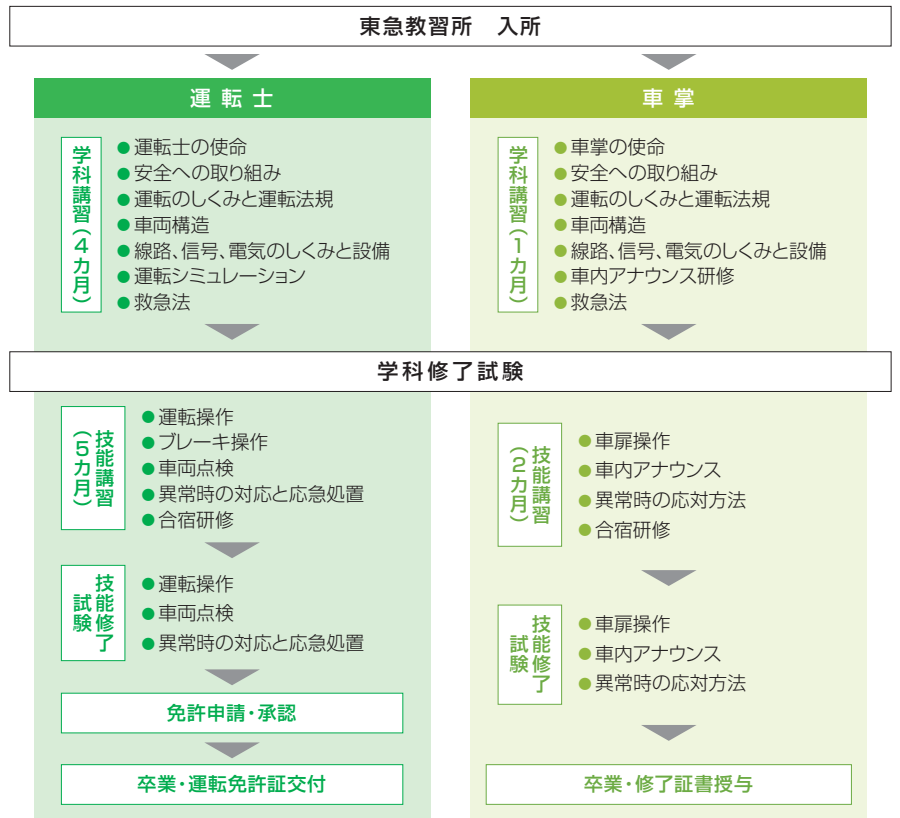 東急教習所　入所
運転士
学科講習(4カ月)
●運転士の使命
●安全への取り組み
●運転のしくみと運転法規
●車両構造
●線路、信号、電気のしくみと設備
●運転シミュレーション
●救急法
車掌
学科講習(1カ月)
●車掌の使命
●安全への取り組み
●運転のしくみと運転法規
●車両構造
●線路、信号、電気のしくみと設備
●車内アナウンス研修
●救急法
学科修了試験
技能講習
(5カ月)
●運転操作
●ブレーキ操作
●車両点検
●異常時の対応と応急処置
●合宿研修
技能修了
試験
●運転操作
●車両点検
●異常時の対応と応急処置
免許申請・承認
卒業・運転免許証交付
技能講習
(2カ月)
●車扉操作
●車内アナウンス
●異常時の応対方法
●合宿研修
技能修了
試験
●車扉操作
●車内アナウンス
●異常時の応対方法
卒業・修了証書授与